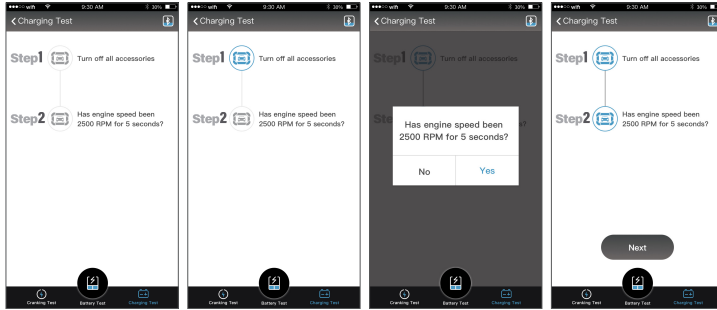 wifi 9:30 AM 30%
Charging Test
Step1 Turn off all accessories
Step2 Has engine speed been
2500 RPM for 5 seconds?
Cranking Test Battery Test Charging Test
wifi 9:30 AM 30%
Charging Test
Step1 Turn off all accessories
Step2 Has engine speed been
2500 RPM for 5 seconds?
Cranking Test Battery Test Charging Test
wifi 9:30 AM 30%
Charging Test
Step1 Turn off all accessories
Ste
Has engine speed been
2500 RPM for 5 seconds?
s?
No Yes
Cranking Test Battery Test Charging Test
wifi 9:30 AM 30%
Charging Test
Step1 Turn off all accessories
Step2 Has engine speed been
2500 RPM for 5 seconds?
Next
Cranking Test Battery Test Charging Test